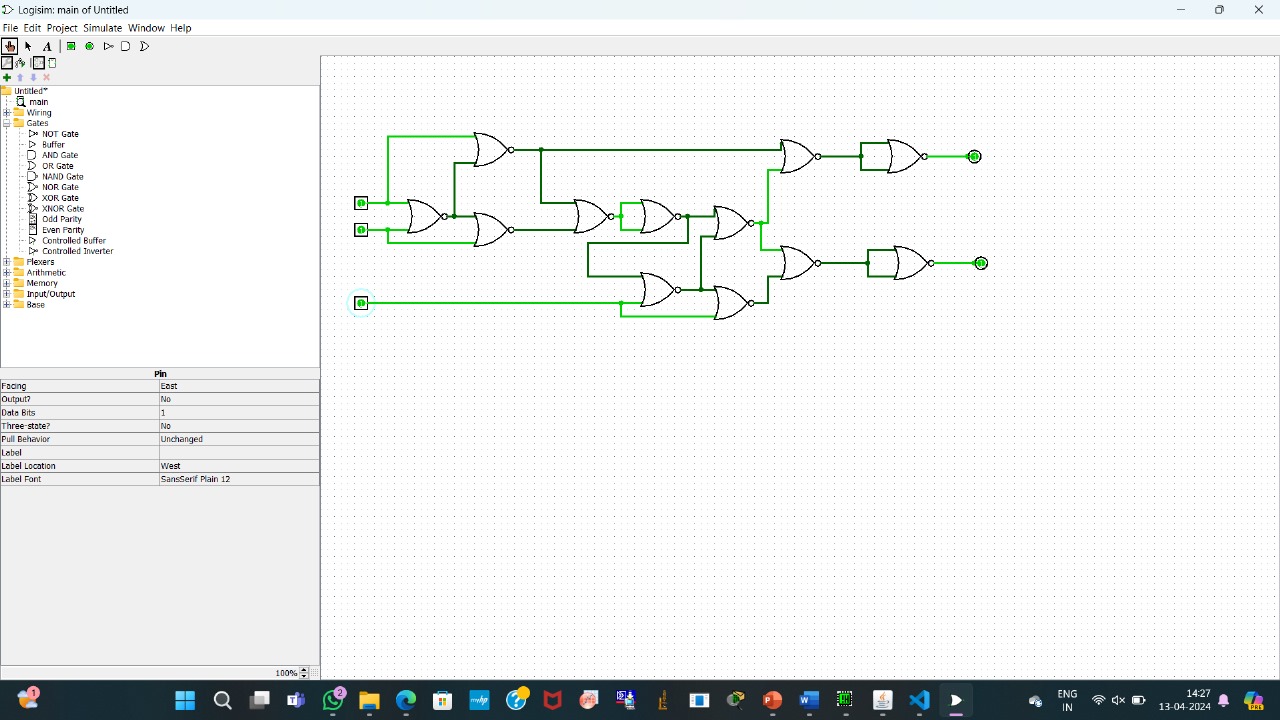 Logisim: main of Untitled
File Edit Project Simulate Window Help
A
Untitled*
main
Wiring
Gates
NOT Gate
Buffer
AND Gate
OR Gate
NAND Gate
NOR Gate
XOR Gate
XNOR Gate
Odd Parity
Even Parity
Controlled Buffer
Controlled Inverter
Plexers
Arithmetic
Memory
Input/Output
Base
Pin
Facing East
Output? No
Data Bits 1
Three-state? No
Pull Behavior Unchanged
Label
Label Location West
Label Font SansSerif Plain 12
100%
1
2
ENG
IN
14:27
13-04-2024